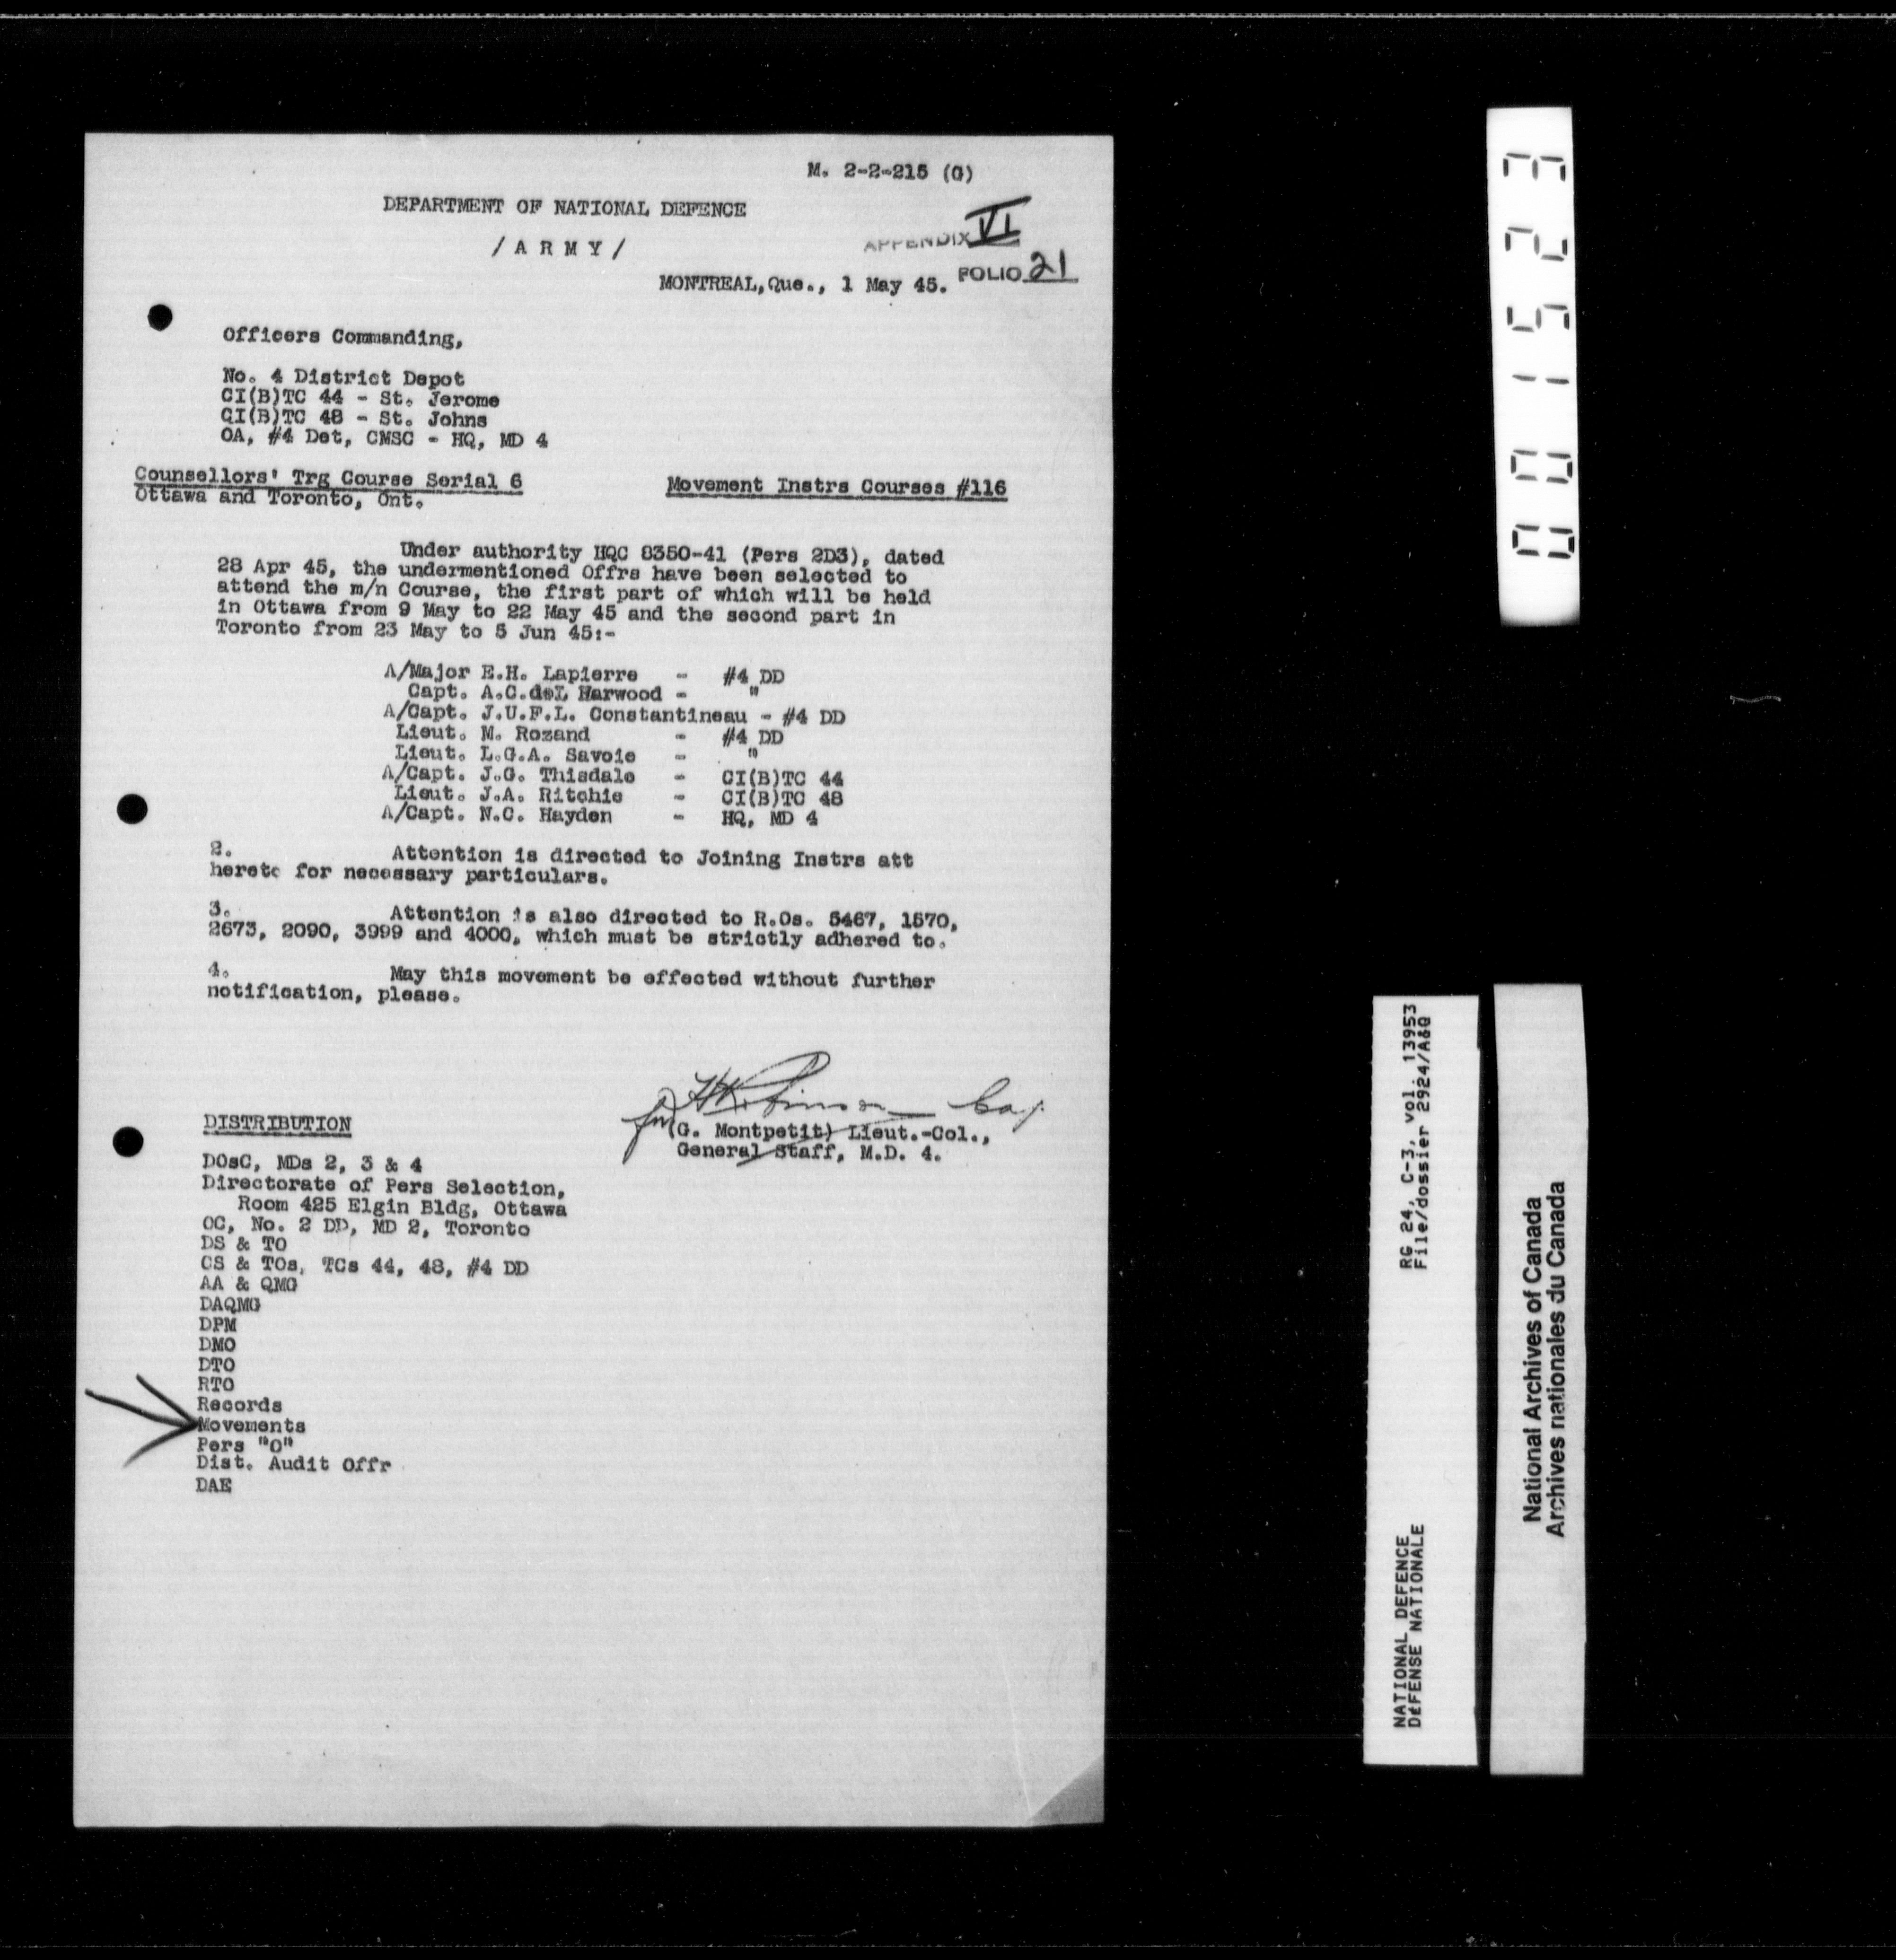 M. 2-2-215 (G)
DEPARTMENT OF NATIONAL DEFENCE
/ A R M Y /
APPENDIX VI
MONTREAL, Que., 1 May 45.
FOLIO 21
Officers Commanding,
No. 4 District Depot
CI(B)TC 44 - St. Jerome
CI(B)TC 48 - St. Johns
OA, #4 Det, CMSC - HQ, MD 4
Counsellors' Trg Course Serial 6
Ottawa and Toronto, Ont.
Movement Instrs Courses #116
Under authority HQC 8350-41 (Pers 2D3), dated
28 Apr 45, the undermentioned Offrs have been selected to
attend the m/n Course, the first part of which will be held
in Ottawa from 9 May to 22 May 45 and the second part in
Toronto from 23 May to 5 Jun 45:-
A/Major E.H. Lapierre - #4 DD
Capt. A.C.deL Harwood - "
A/Capt. J.U.F.L. Constantineau - #4 DD
Lieut. M. Rozand - #4 DD
Lieut. L.G.A. Savoie - "
A/Capt. J.G. Thisdale - CI(B)TC 44
Lieut. J.A. Ritchie - CI(B)TC 48
A/Capt. N.C. Hayden - HQ, MD 4
2. Attention is directed to Joining Instrs att
hereto for necessary particulars.
3. Attention is also directed to R.Os. 5467, 1570,
2673, 2090, 3999 and 4000, which must be strictly adhered to.
4. May this movement be effected without further
notification, please.
for Robinson Cap
(G. Montpetit) Lieut.-Col.,
General Staff, M.D. 4.
DISTRIBUTION
DOsC, MDs 2, 3 & 4
Directorate of Pers Selection,
Room 425 Elgin Bldg, Ottawa
OC, No. 2 DD, MD 2, Toronto
DS & TO
CS & TOs, TCs 44, 48, #4 DD
AA & QMG
DAQMG
DPM
DMO
DTO
RTO
Records
Movements
Pers "O"
Dist. Audit Offr
DAE
001523
RG 24, C-3, vol. 13953
File/dossier 2924/A&Q
NATIONAL DEFENCE
DéFENSE NATIONALE
National Archives of Canada
Archives nationales du Canada